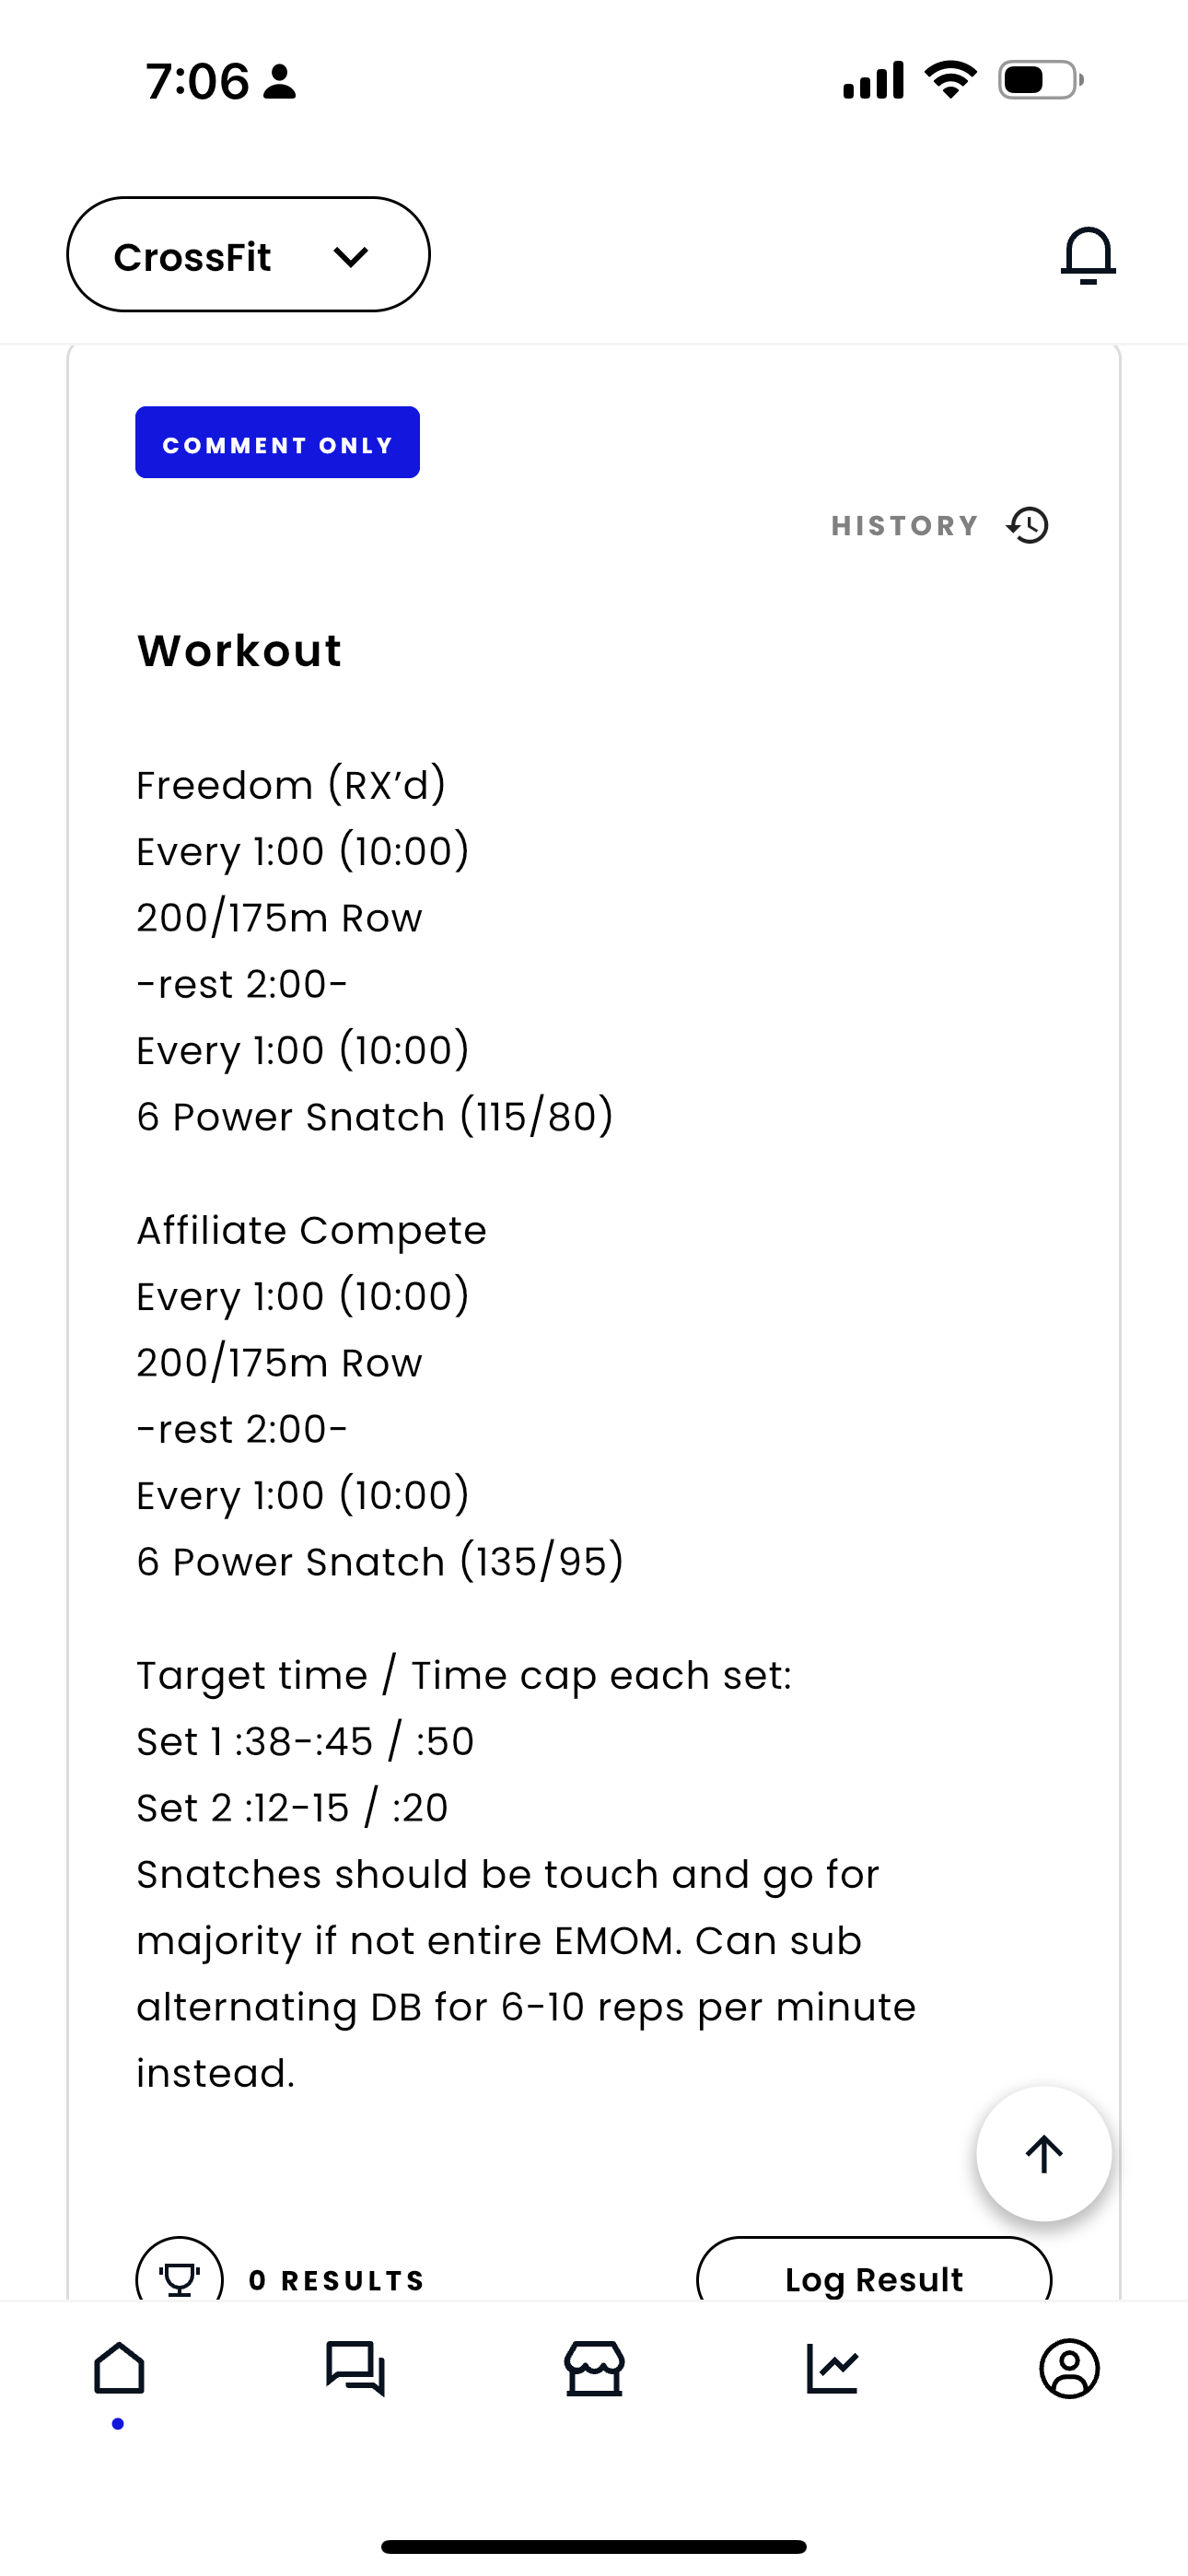 7:06
CrossFit
COMMENT ONLY
HISTORY
Workout
Freedom (RX’d)
Every 1:00 (10:00)
200/175m Row
-rest 2:00-
Every 1:00 (10:00)
6 Power Snatch (115/80)
Affiliate Compete
Every 1:00 (10:00)
200/175m Row
-rest 2:00-
Every 1:00 (10:00)
6 Power Snatch (135/95)
Target time / Time cap each set:
Set 1 :38-:45 / :50
Set 2 :12-15 / :20
Snatches should be touch and go for
majority if not entire EMOM. Can sub
alternating DB for 6-10 reps per minute
instead.
0 RESULTS
Log Result